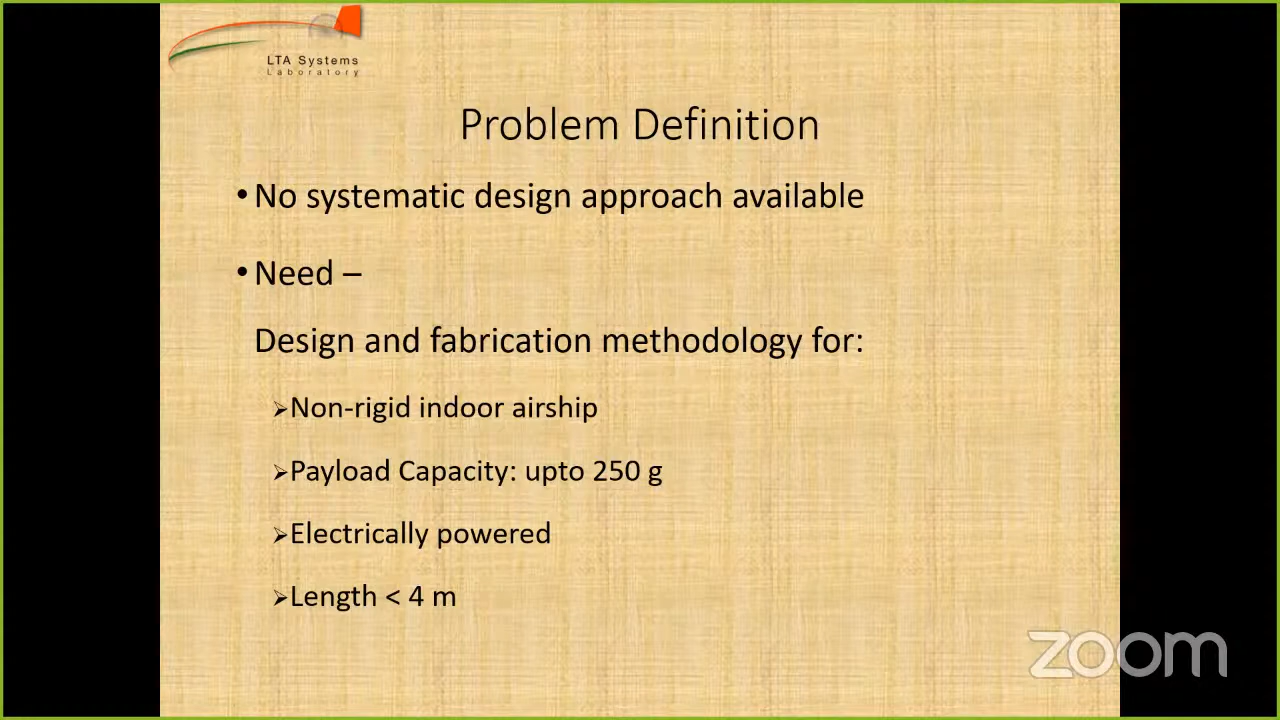 LTA Systems
Laboratory
Problem Definition
• No systematic design approach available
• Need –
Design and fabrication methodology for:
➢Non-rigid indoor airship
➢Payload Capacity: upto 250 g
➢Electrically powered
➢Length < 4 m
zoom